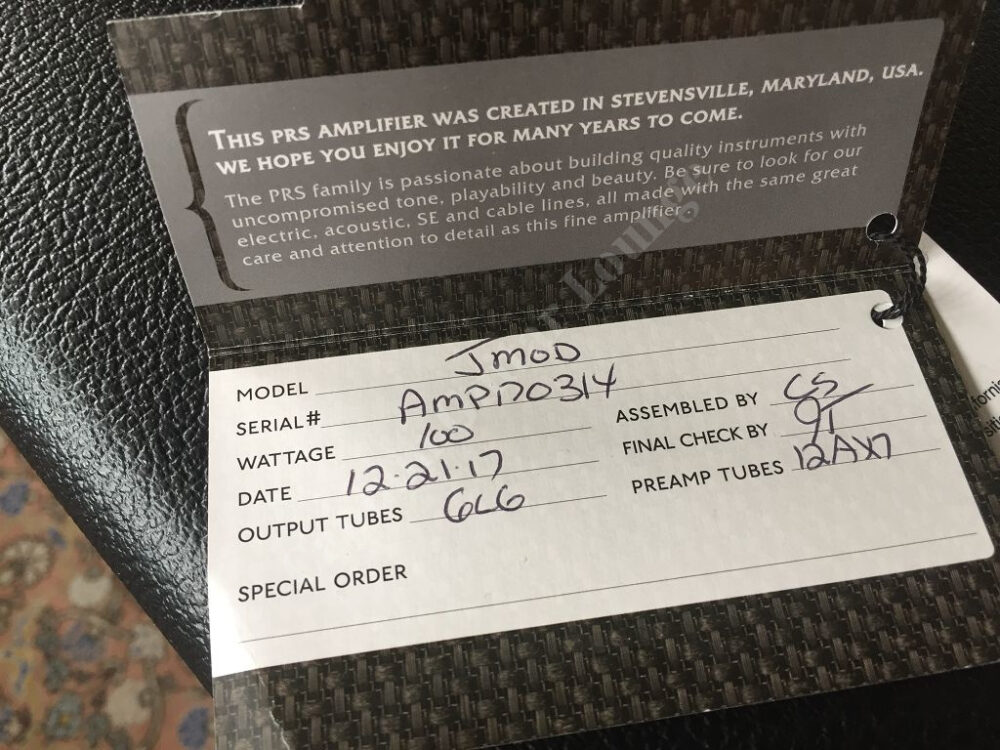 THIS PRS AMPLIFIER WAS CREATED IN STEVENSVILLE, MARYLAND, USA.
WE HOPE YOU ENJOY IT FOR MANY YEARS TO COME.
The PRS family is passionate about building quality instruments with
uncompromised tone, playability and beauty. Be sure to look for our
electric, acoustic, SE and cable lines, all made with the same great
care and attention to detail as this fine amplifier.
Lounge
MODEL JMOD
SERIAL# AMP170314
WATTAGE 100
DATE 12.21.17
OUTPUT TUBES 6L6
ASSEMBLED BY CS
FINAL CHECK BY
PREAMP TUBES 12AX7
SPECIAL ORDER